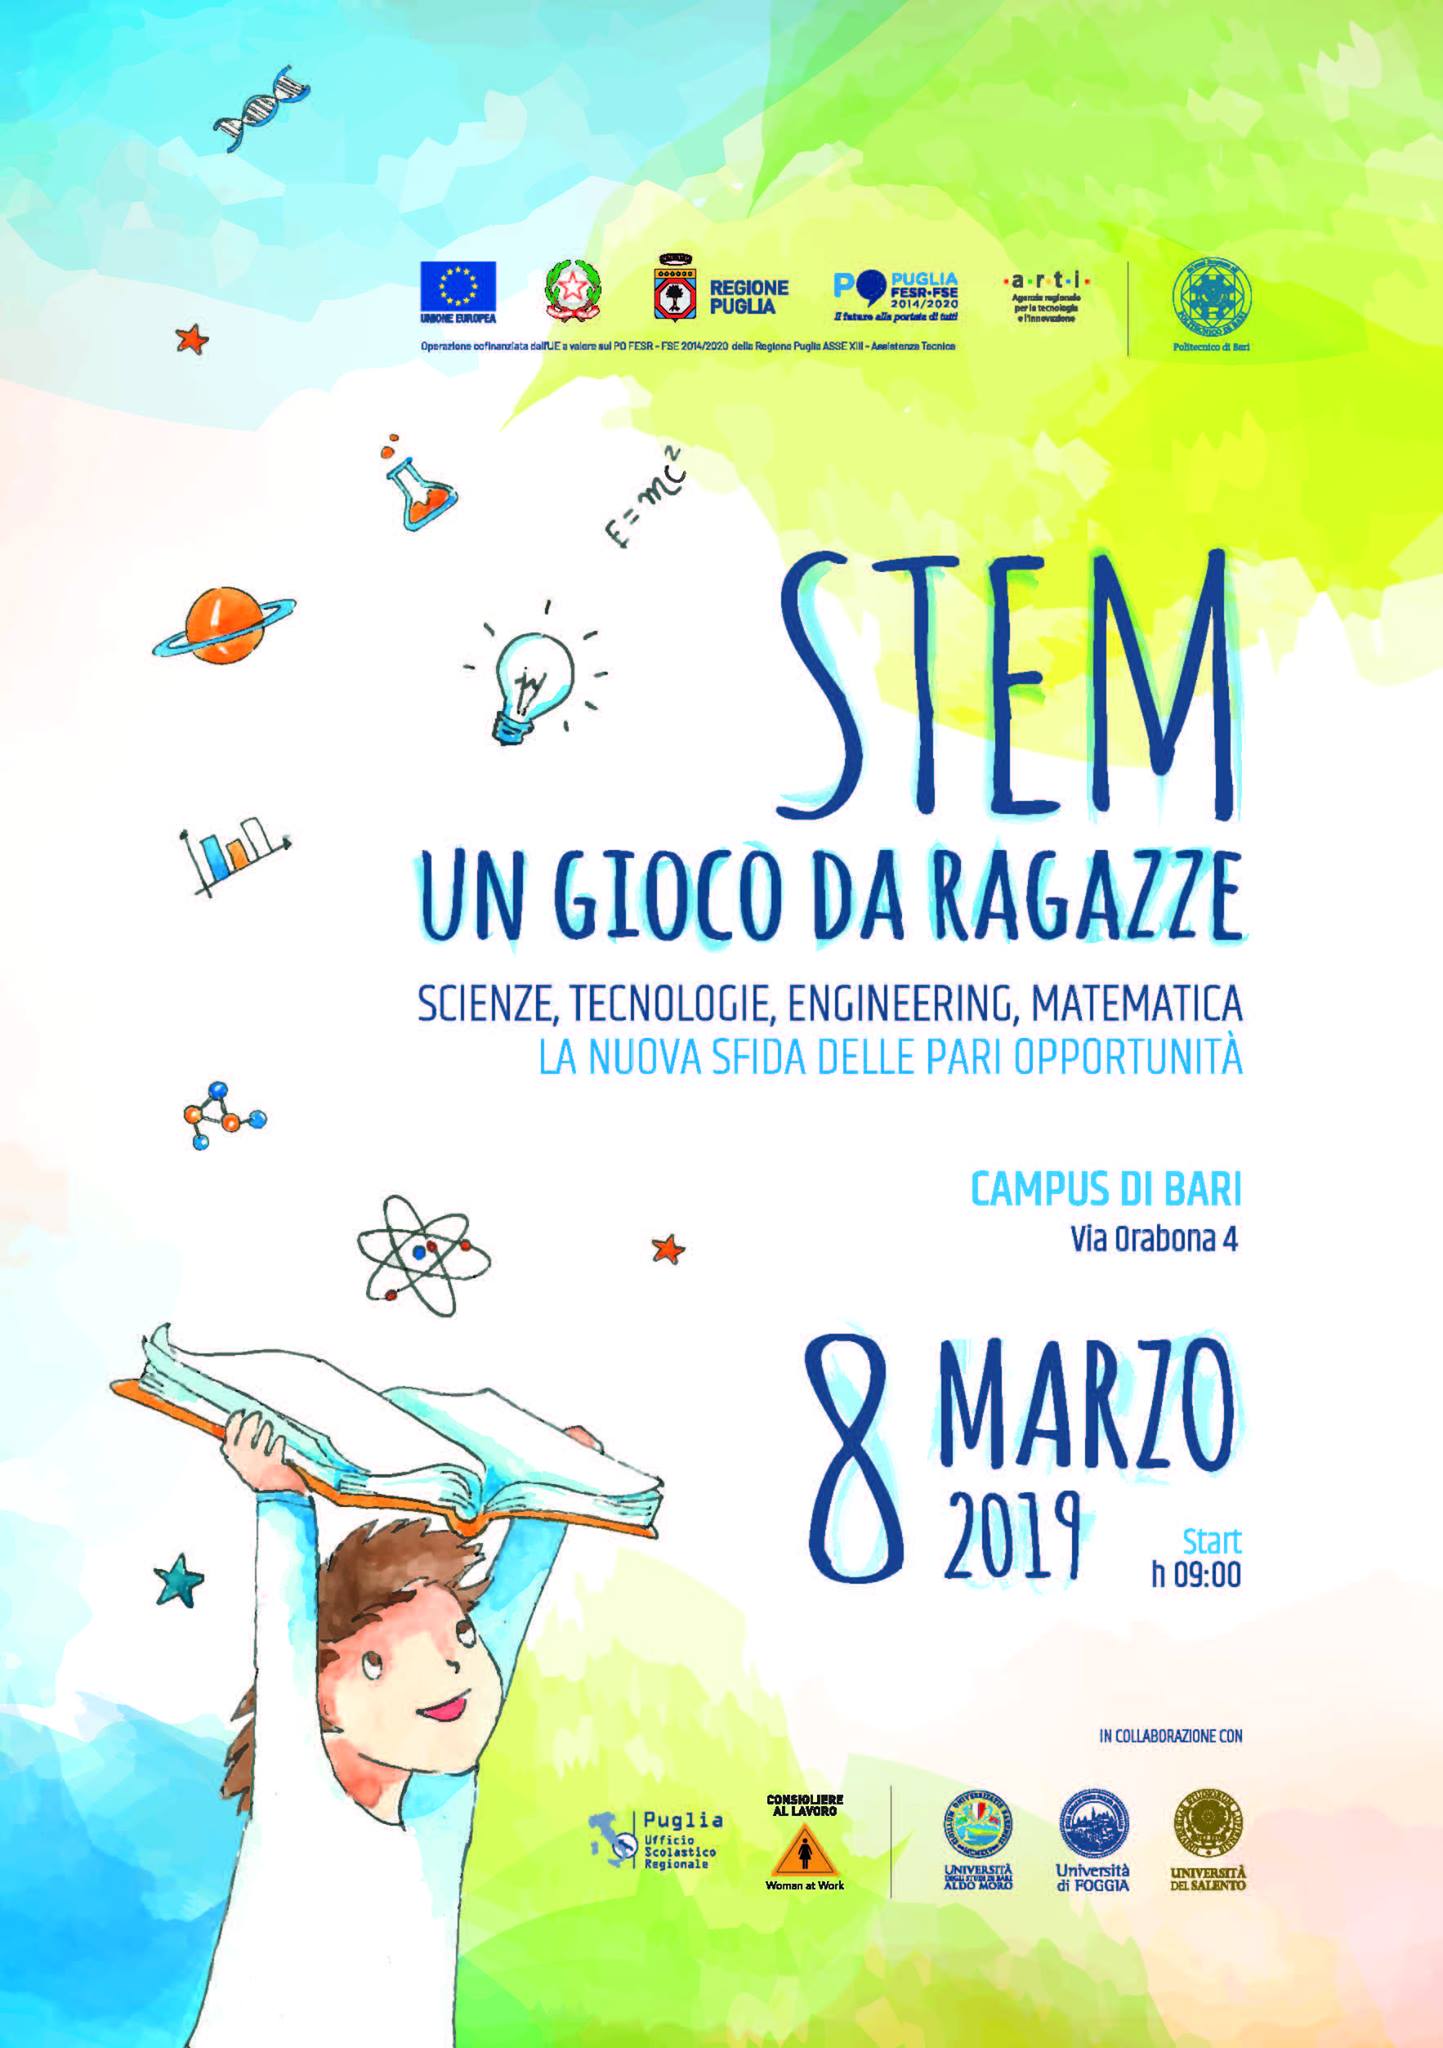 UNIONE EUROPEA
REGIONE
PUGLIA
PO PUGLIA
FESR-FSE
2014/2020
Il futuro alla portata di tutti
·a·r·t·i·
Agenzia regionale
per la tecnologia
e l'innovazione
POLITECNICO DI BARI
Politecnico di Bari
Operazione cofinanziata dall'UE a valere sul PO FESR - FSE 2014/2020 della Regione Puglia ASSE XIII - Assistenza Tecnica
E=mc²
STEM
UN GIOCO DA RAGAZZE
SCIENZE, TECNOLOGIE, ENGINEERING, MATEMATICA
LA NUOVA SFIDA DELLE PARI OPPORTUNITÀ
CAMPUS DI BARI
Via Orabona 4
8 MARZO
2019
Start
h 09:00
IN COLLABORAZIONE CON
Puglia
Ufficio
Scolastico
Regionale
CONSIGLIERE
AL LAVORO
Woman at Work
UNIVERSITÀ
DEGLI STUDI DI BARI
ALDO MORO
Università
di FOGGIA
UNIVERSITÀ
DEL SALENTO